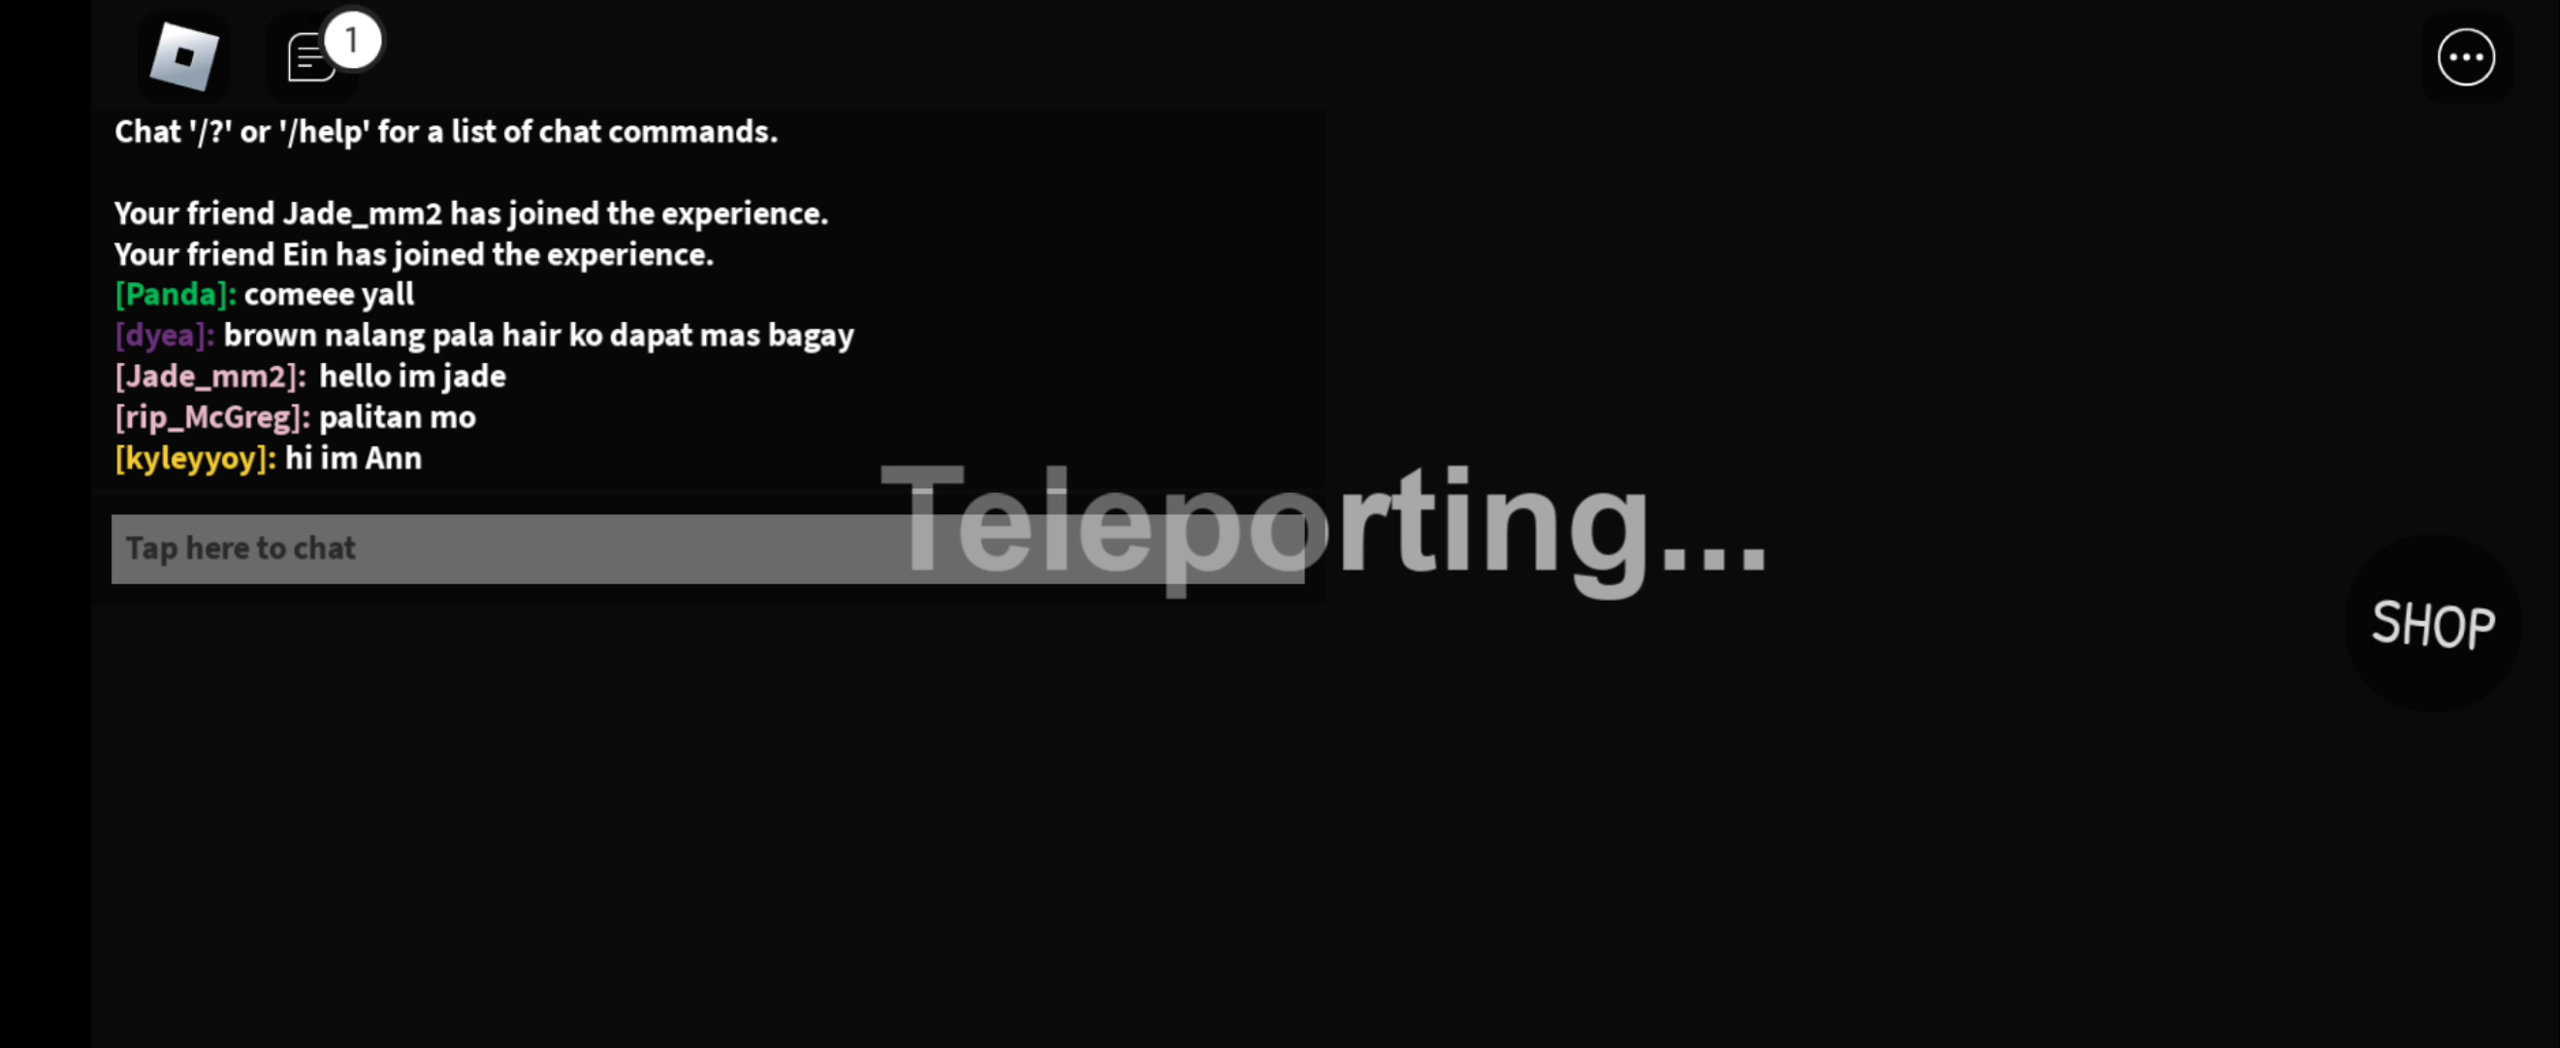 1
Chat '/?' or '/help' for a list of chat commands.
Your friend Jade_mm2 has joined the experience.
Your friend Ein has joined the experience.
[Panda]: comeee yall
[dyea]: brown nalang pala hair ko dapat mas bagay
[Jade_mm2]: hello im jade
[rip_McGreg]: palitan mo
[kyleyyoy]: hi im Ann
Teleporting...
Tap here to chat
SHOP